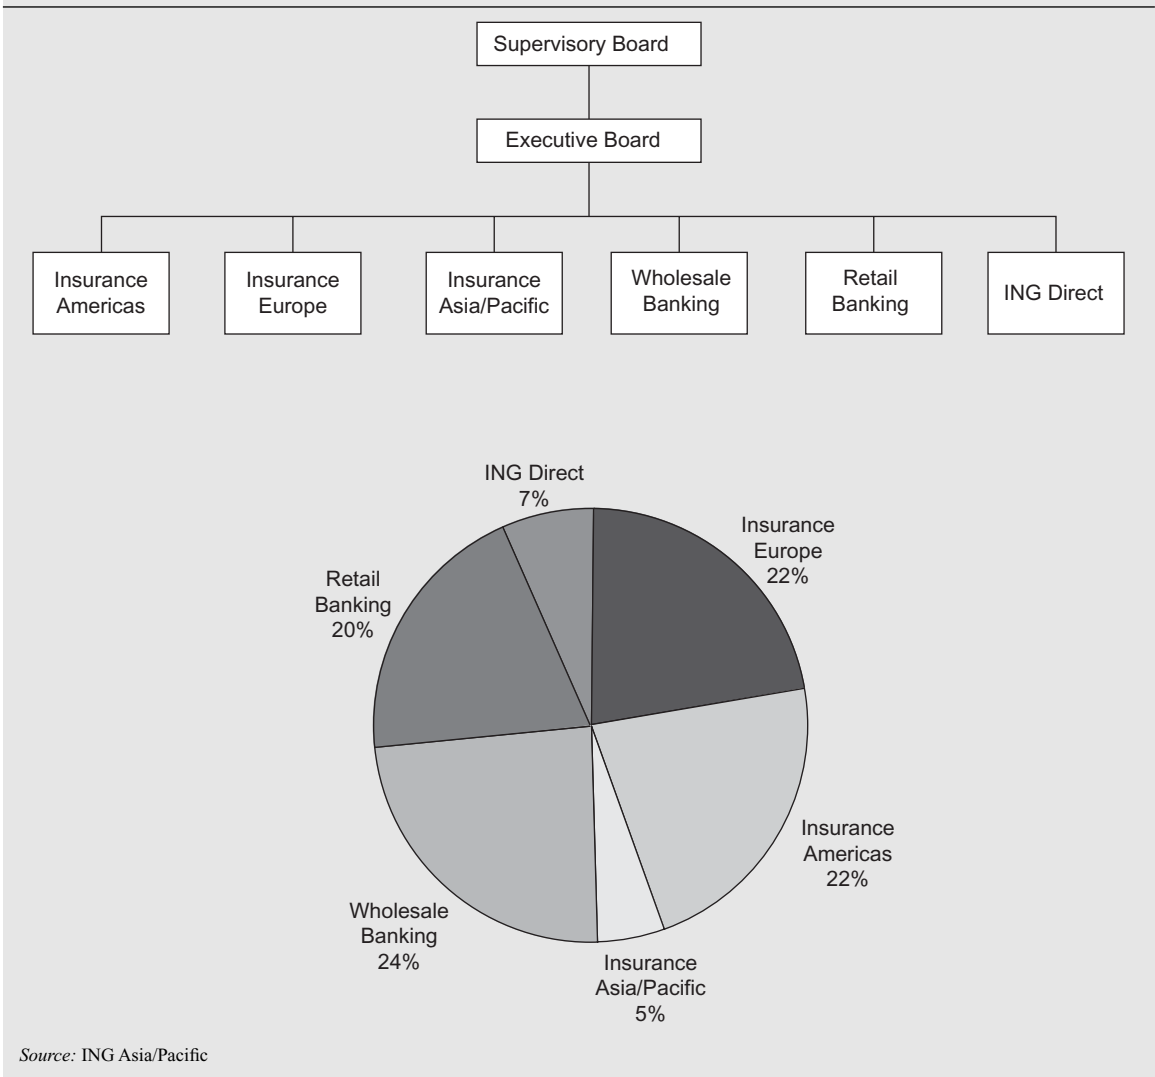 Supervisory Board
Executive Board
Insurance
Americas
Insurance
Europe
Insurance
Asia/Pacific
Wholesale
Banking
Retail
Banking
ING Direct
ING Direct
7%
Insurance
Europe
22%
Retail
Banking
20%
Insurance
Americas
22%
Wholesale
Banking
24%
Insurance
Asia/Pacific
5%
Source: ING Asia/Pacific